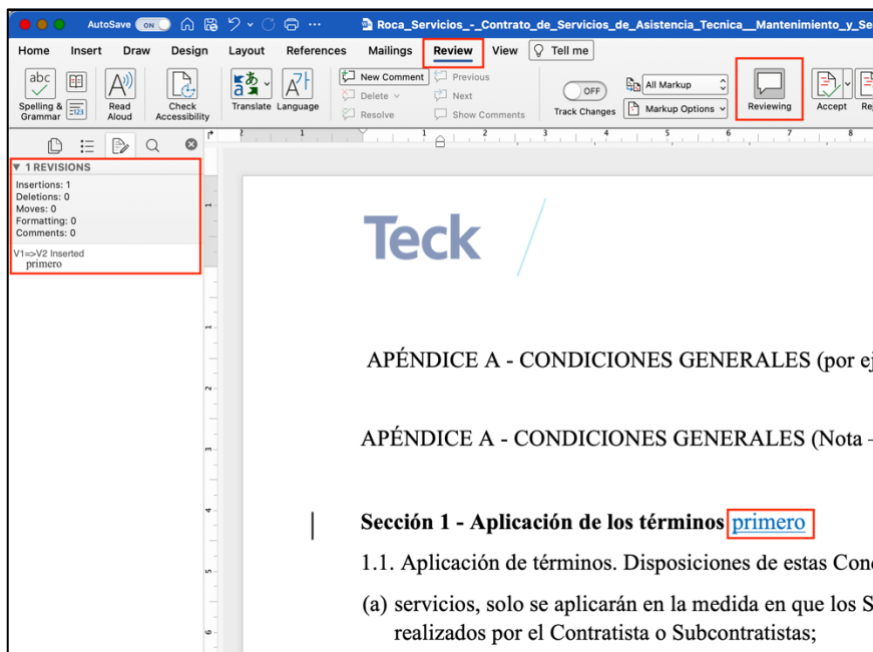 AutoSave ON Roca_Servicios_-_Contrato_de_Servicios_de_Asistencia_Tecnica__Mantenimiento_y_Se
Home Insert Draw Design Layout References Mailings Review View Tell me
abc
Spelling & Grammar
123
A
Read Aloud
Check Accessibility
あ
Translate
A
Language
New Comment
Delete
Resolve
Previous
Next
Show Comments
OFF
Track Changes
All Markup
Markup Options
Reviewing
Accept
Re
1 REVISIONS
Insertions: 1
Deletions: 0
Moves: 0
Formatting: 0
Comments: 0
V1=>V2 Inserted
primero
Teck
APÉNDICE A - CONDICIONES GENERALES (por ej
APÉNDICE A - CONDICIONES GENERALES (Nota –
Sección 1 - Aplicación de los términos primero
1.1. Aplicación de términos. Disposiciones de estas Con
(a) servicios, solo se aplicarán en la medida en que los S
realizados por el Contratista o Subcontratistas;